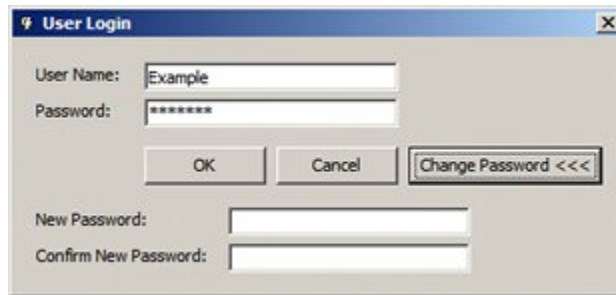 User Login
User Name: Example
Password: *******
OK Cancel Change Password <<<
New Password:
Confirm New Password: